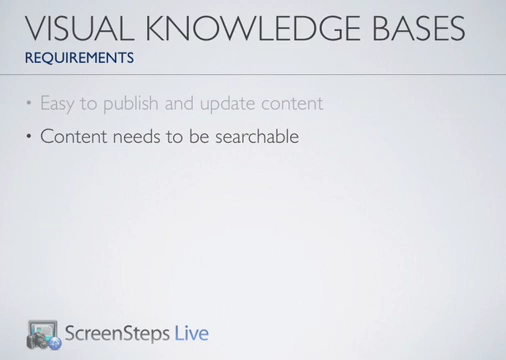 VISUAL KNOWLEDGE BASES
REQUIREMENTS
• Easy to publish and update content
• Content needs to be searchable
ScreenSteps Live